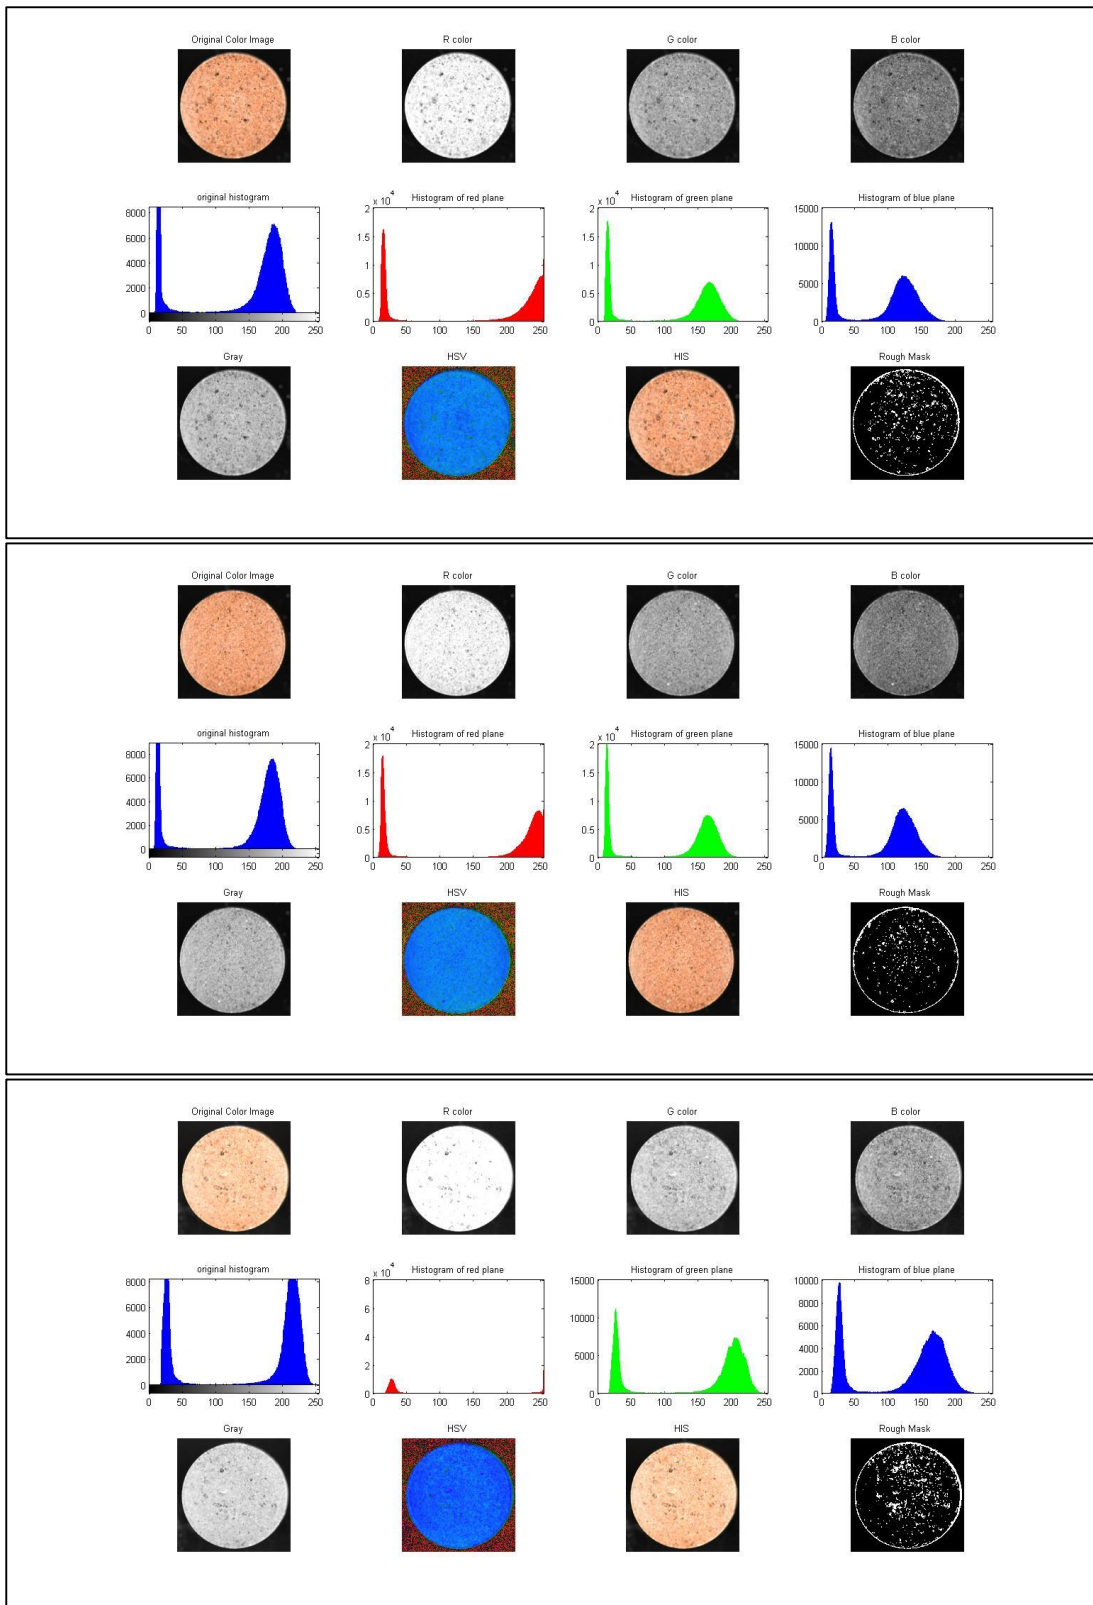 Original Color Image R color G color B color
original histogram Histogram of red plane Histogram of green plane Histogram of blue plane
x 10^4 x 10^4
8000 6000 4000 2000 0
0 50 100 150 200 250
2 1.5 1 0.5 0
0 50 100 150 200 250
2 1.5 1 0.5 0
0 50 100 150 200 250
15000 10000 5000 0
0 50 100 150 200 250
Gray HSV HIS Rough Mask
Original Color Image R color G color B color
original histogram Histogram of red plane Histogram of green plane Histogram of blue plane
x 10^4 x 10^4
8000 6000 4000 2000 0
0 50 100 150 200 250
2 1.5 1 0.5 0
0 50 100 150 200 250
2 1.5 1 0.5 0
0 50 100 150 200 250
15000 10000 5000 0
0 50 100 150 200 250
Gray HSV HIS Rough Mask
Original Color Image R color G color B color
original histogram Histogram of red plane Histogram of green plane Histogram of blue plane
x 10^4
8000 6000 4000 2000 0
0 50 100 150 200 250
8 6 4 2 0
0 50 100 150 200 250
15000 10000 5000 0
0 50 100 150 200 250
10000 8000 6000 4000 2000 0
0 50 100 150 200 250
Gray HSV HIS Rough Mask